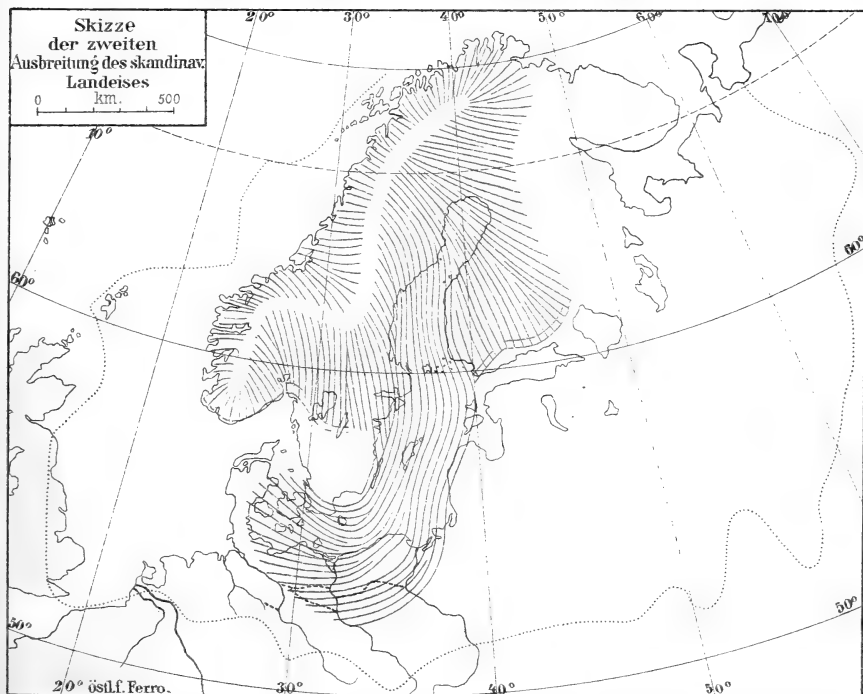 Skizze
der zweiten
Ausbreitung des skandinav.
Landeises
0 km. 500
20° 30° 40° 50° 60° 70°
70°
60° 60°
50° 50°
20° östl.f. Ferro. 30° 40° 50°